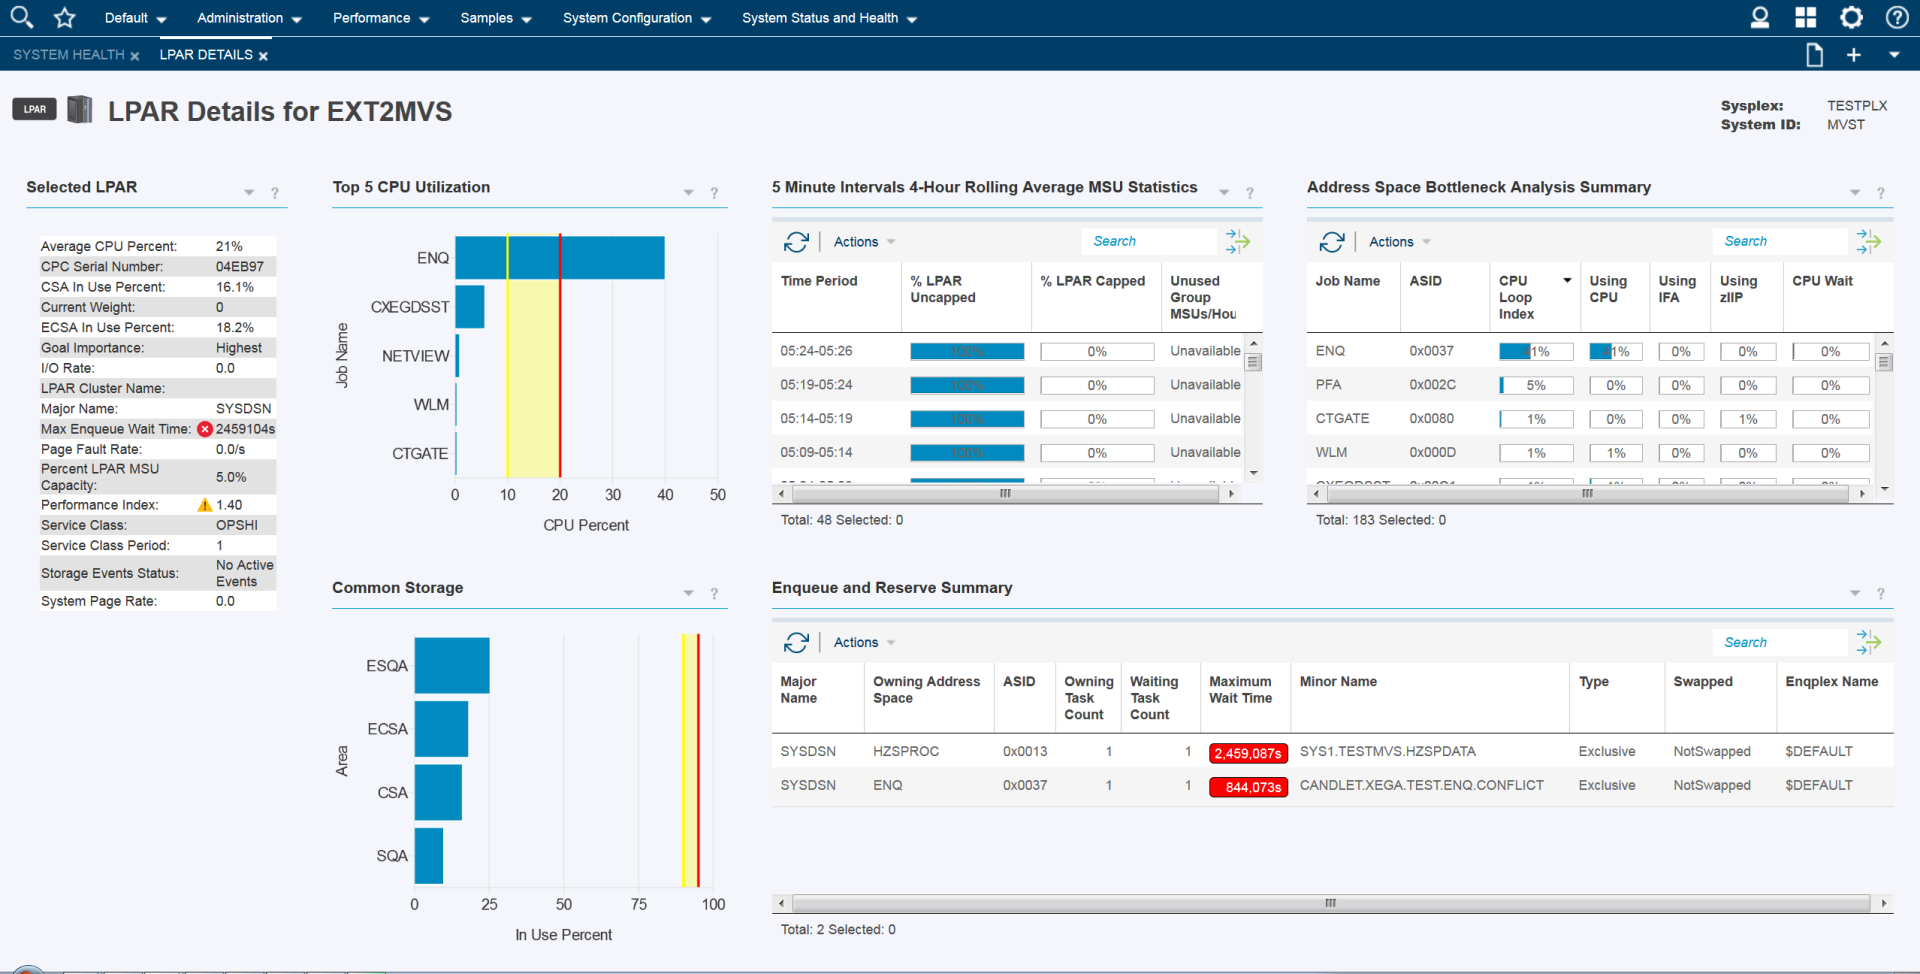 Default
Administration
Performance
Samples
System Configuration
System Status and Health
SYSTEM HEALTH
LPAR DETAILS
LPAR
LPAR Details for EXT2MVS
Sysplex: TESTPLX
System ID: MVST
Selected LPAR
?
Average CPU Percent: 21%
CPC Serial Number: 04EB97
CSA In Use Percent: 16.1%
Current Weight: 0
ECSA In Use Percent: 18.2%
Goal Importance: Highest
I/O Rate: 0.0
LPAR Cluster Name:
Major Name: SYSDSN
Max Enqueue Wait Time: 2459104s
Page Fault Rate: 0.0/s
Percent LPAR MSU
Capacity: 5.0%
Performance Index: 1.40
Service Class: OPSHI
Service Class Period: 1
Storage Events Status: No Active
Events
System Page Rate: 0.0
Top 5 CPU Utilization
?
Job Name
ENQ
CXEGDSST
NETVIEW
WLM
CTGATE
0 10 20 30 40 50
CPU Percent
5 Minute Intervals 4-Hour Rolling Average MSU Statistics
?
Actions
Search
Time Period
% LPAR
Uncapped
% LPAR Capped
Unused
Group
MSUs/Hou
05:24-05:26 100% 0% Unavailable
05:19-05:24 100% 0% Unavailable
05:14-05:19 100% 0% Unavailable
05:09-05:14 100% 0% Unavailable
Total: 48 Selected: 0
Address Space Bottleneck Analysis Summary
?
Actions
Search
Job Name
ASID
CPU
Loop
Index
Using
CPU
Using
IFA
Using
zIIP
CPU Wait
ENQ 0x0037 41% 41% 0% 0% 0%
PFA 0x002C 5% 0% 0% 0% 0%
CTGATE 0x0080 1% 0% 0% 1% 0%
WLM 0x000D 1% 1% 0% 0% 0%
Total: 183 Selected: 0
Common Storage
?
Area
ESQA
ECSA
CSA
SQA
0 25 50 75 100
In Use Percent
Enqueue and Reserve Summary
?
Actions
Search
Major
Name
Owning Address
Space
ASID
Owning
Task
Count
Waiting
Task
Count
Maximum
Wait Time
Minor Name
Type
Swapped
Enqplex Name
SYSDSN HZSPROC 0x0013 1 1 2,459,087s SYS1.TESTMVS.HZSPDATA Exclusive NotSwapped $DEFAULT
SYSDSN ENQ 0x0037 1 1 844,073s CANDLET.XEGA.TEST.ENQ.CONFLICT Exclusive NotSwapped $DEFAULT
Total: 2 Selected: 0